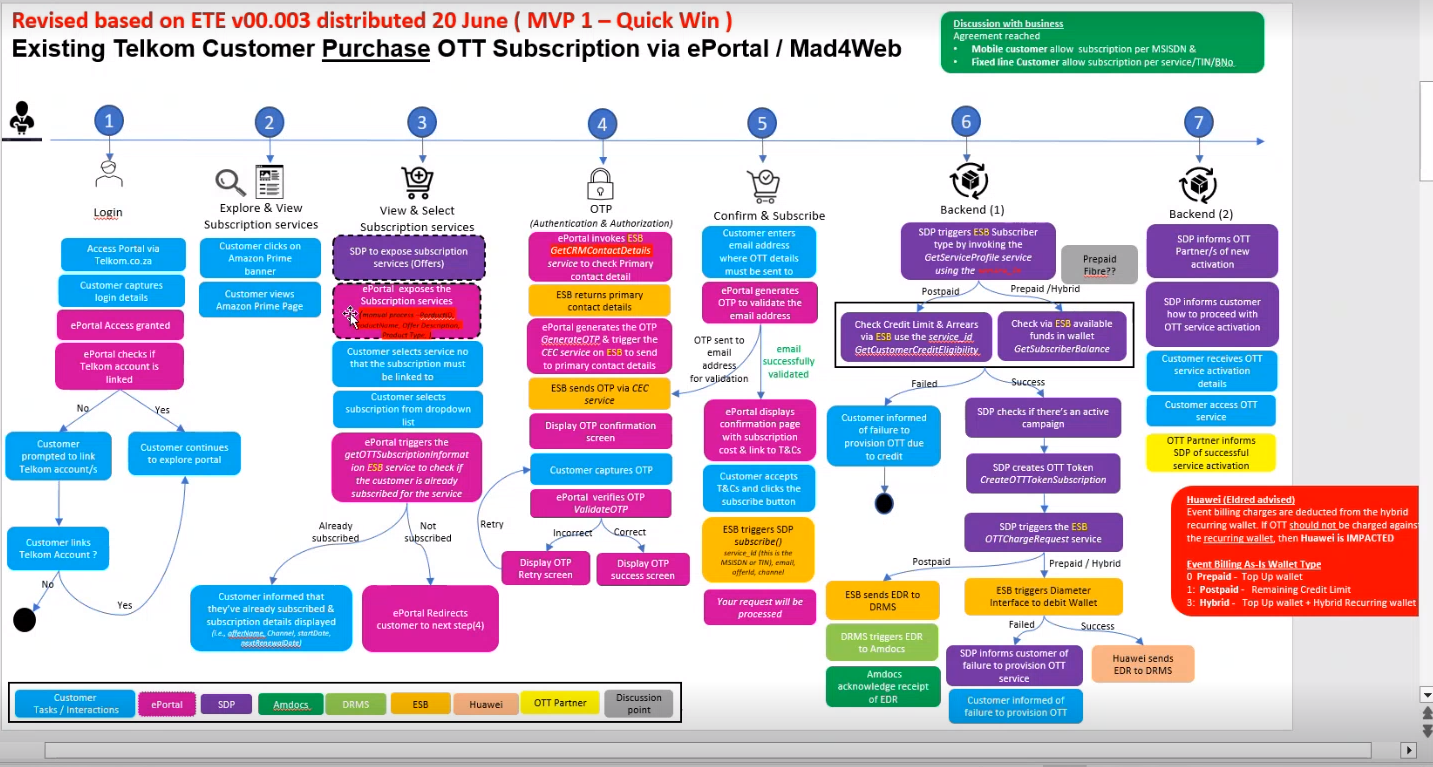 Revised based on ETE v00.003 distributed 20 June ( MVP 1 – Quick Win )
Existing Telkom Customer Purchase OTT Subscription via ePortal / Mad4Web
Discussion with business
Agreement reached
• Mobile customer allow subscription per MSISDN &
• Fixed line Customer allow subscription per service/TIN/BNo
1
2
3
4
5
6
7
Login
Access Portal via
Telkom.co.za
Customer captures
login details
ePortal Access granted
ePortal checks if
Telkom account is
linked
No
Yes
Customer
prompted to link
Telkom account/s
Customer continues
to explore portal
Customer links
Telkom Account ?
No
Yes
Explore & View
Subscription services
Customer clicks on
Amazon Prime
banner
Customer views
Amazon Prime Page
View & Select
Subscription services
SDP to expose subscription
services (Offers)
ePortal exposes the
Subscription services
(manual process -
Offer Description,
Product Type,
Customer selects service no
that the subscription must
be linked to
Customer selects
subscription from dropdown
list
ePortal triggers the
getOTTSubscriptionInformat
ion ESB service to check if
the customer is already
subscribed for the service
Already
subscribed
Not
subscribed
Customer informed that
they've already subscribed &
subscription details displayed
(i.e., offerName, Channel, startDate,
nextRenewalDate)
ePortal Redirects
customer to next step(4)
OTP
(Authentication & Authorization)
ePortal invokes ESB
GetCRMContactDetails
service to check Primary
contact detail
ESB returns primary
contact details
ePortal generates the OTP
GenerateOTP & trigger the
CEC service on ESB to send
to primary contact details
ESB sends OTP via CEC
service
Display OTP confirmation
screen
Customer captures OTP
ePortal verifies OTP
ValidateOTP
Retry
Incorrect
Correct
Display OTP
Retry screen
Display OTP
success screen
Confirm & Subscribe
Customer enters
email address
where OTT details
must be sent to
ePortal generates
OTP to validate the
email address
OTP sent to
email
address
for validation
email
successfully
validated
ePortal displays
confirmation page
with subscription
cost & link to T&Cs
Customer accepts
T&Cs and clicks the
subscribe button
ESB triggers SDP
subscribe()
service_id (this is the
MSISDN or TIN), email,
offerId, channel
Your request will be
processed
Backend (1)
SDP triggers ESB Subscriber
type by invoking the
GetServiceProfile service
using the service_id
Prepaid
Fibre??
Postpaid
Prepaid /Hybrid
Check Credit Limit & Arrears
via ESB use the service_id
GetCustomerCreditEligibility
Check via ESB available
funds in wallet
GetSubscriberBalance
Failed
Success
Customer informed
of failure to
provision OTT due
to credit
SDP checks if there's an active
campaign
SDP creates OTT Token
CreateOTTTokenSubscription
SDP triggers the ESB
OTTChargeRequest service
Postpaid
Prepaid / Hybrid
ESB sends EDR to
DRMS
DRMS triggers EDR
to Amdocs
Amdocs
acknowledge receipt
of EDR
ESB triggers Diameter
Interface to debit Wallet
Failed
Success
SDP informs customer of
failure to provision OTT
service
Customer informed of
failure to provision OTT
Huawei sends
EDR to DRMS
Backend (2)
SDP informs OTT
Partner/s of new
activation
SDP informs customer
how to proceed with
OTT service activation
Customer receives OTT
service activation
details
Customer access OTT
service
OTT Partner informs
SDP of successful
service activation
Huawei (Eldred advised)
Event billing charges are deducted from the hybrid
recurring wallet. If OTT should not be charged agains
the recurring wallet, then Huawei is IMPACTED
Event Billing As-Is Wallet Type
0 Prepaid - Top Up wallet
1: Postpaid - Remaining Credit Limit
3: Hybrid - Top Up wallet + Hybrid Recurring wallet
Customer
Tasks / Interactions
ePortal
SDP
Amdocs
DRMS
ESB
Huawei
OTT Partner
Discussion
point